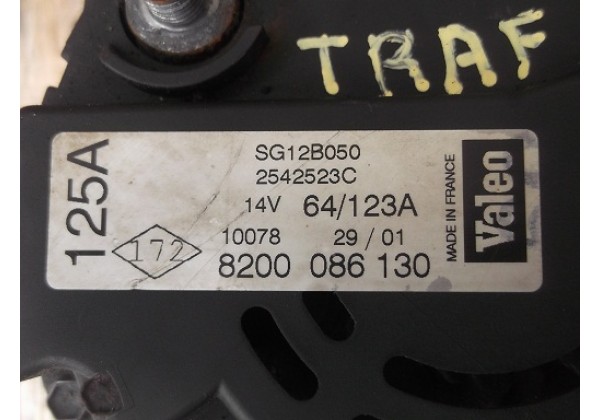 TRAF
125A
SG12B050
2542523C
14V 64/123A
10078 29 / 01
8200 086 130
172
MADE IN FRANCE
Valeo